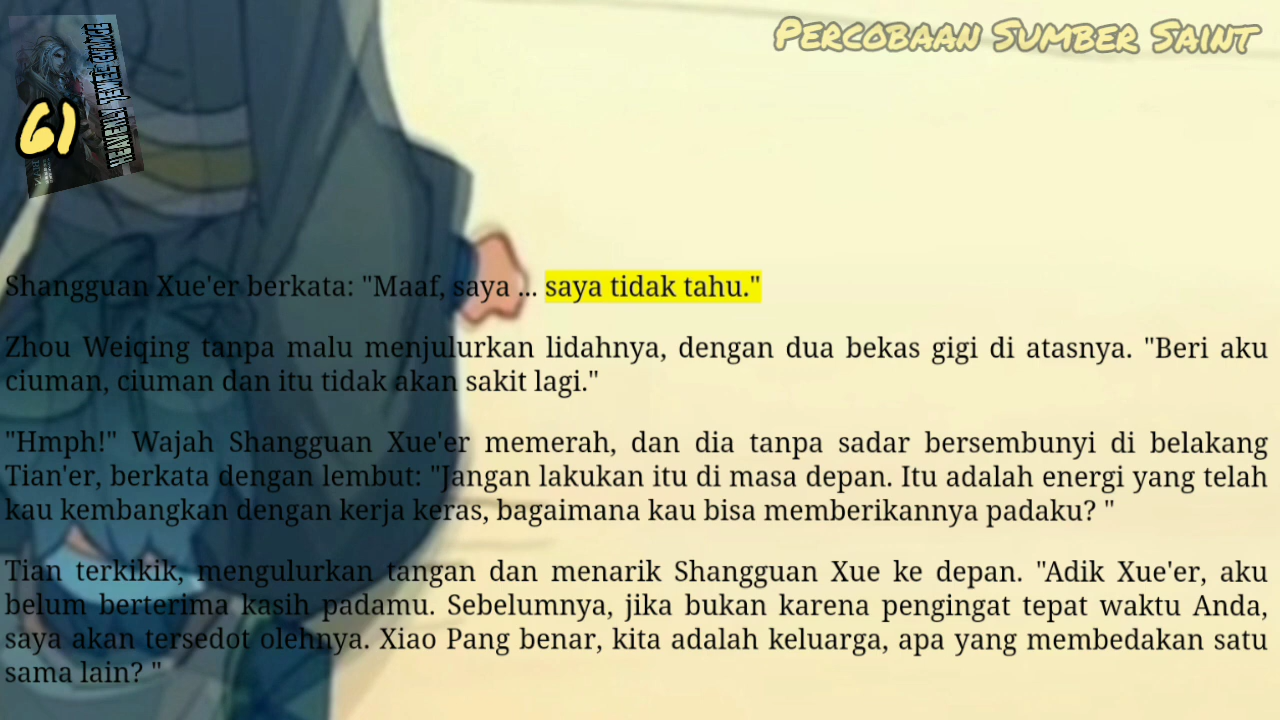 PERCOBAAN SUMBER SAINT
HEAVENLY JEWEL CHANGE
61
Shangguan Xue'er berkata: "Maaf, saya ... saya tidak tahu."
Zhou Weiqing tanpa malu menjulurkan lidahnya, dengan dua bekas gigi di atasnya. "Beri aku
ciuman, ciuman dan itu tidak akan sakit lagi."
"Hmph!" Wajah Shangguan Xue'er memerah, dan dia tanpa sadar bersembunyi di belakang
Tian'er, berkata dengan lembut: "Jangan lakukan itu di masa depan. Itu adalah energi yang telah
kau kembangkan dengan kerja keras, bagaimana kau bisa memberikannya padaku? "
Tian terkikik, mengulurkan tangan dan menarik Shangguan Xue ke depan. "Adik Xue'er, aku
belum berterima kasih padamu. Sebelumnya, jika bukan karena pengingat tepat waktu Anda,
saya akan tersedot olehnya. Xiao Pang benar, kita adalah keluarga, apa yang membedakan satu
sama lain? "